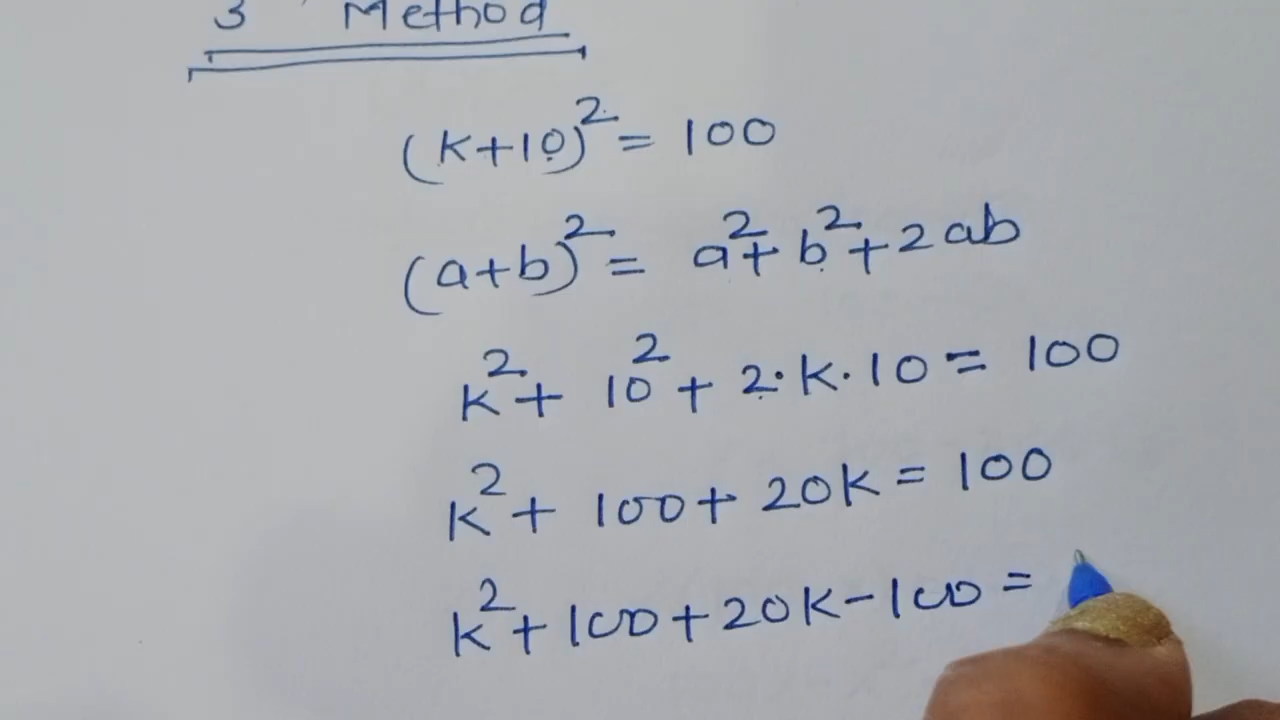 3 Method
(k+10)² = 100
(a+b)² = a²+b²+2ab
k²+ 10²+ 2·k·10 = 100
k²+ 100+ 20k = 100
k²+100+20k-100 =